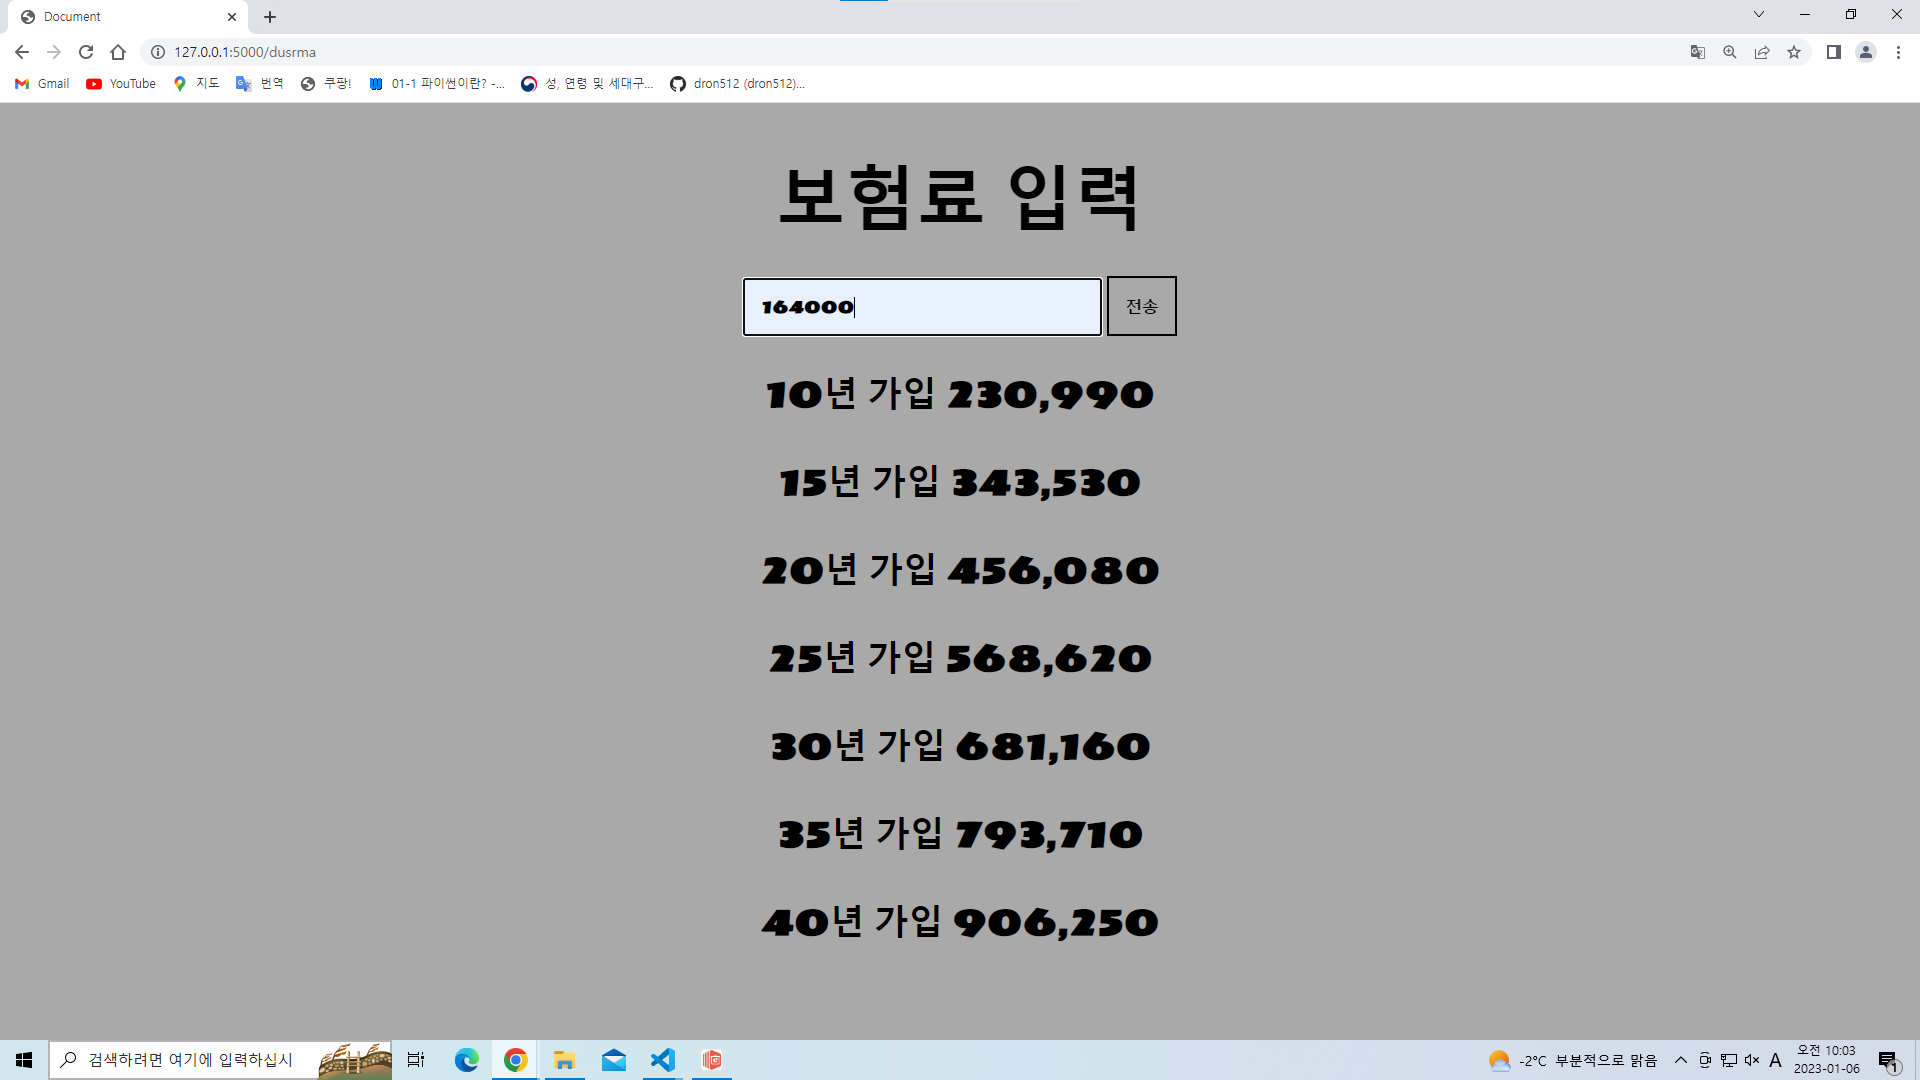 Document
127.0.0.1:5000/dusrma
Gmail YouTube 지도 번역 쿠팡! 01-1 파이썬이란? -... 성, 연령 및 세대구... dron512 (dron512)...
보험료 입력
164000 전송
10년 가입 230,990
15년 가입 343,530
20년 가입 456,080
25년 가입 568,620
30년 가입 681,160
35년 가입 793,710
40년 가입 906,250
검색하려면 여기에 입력하십시
-2°C 부분적으로 맑음 A 오전 10:03
2023-01-06 1